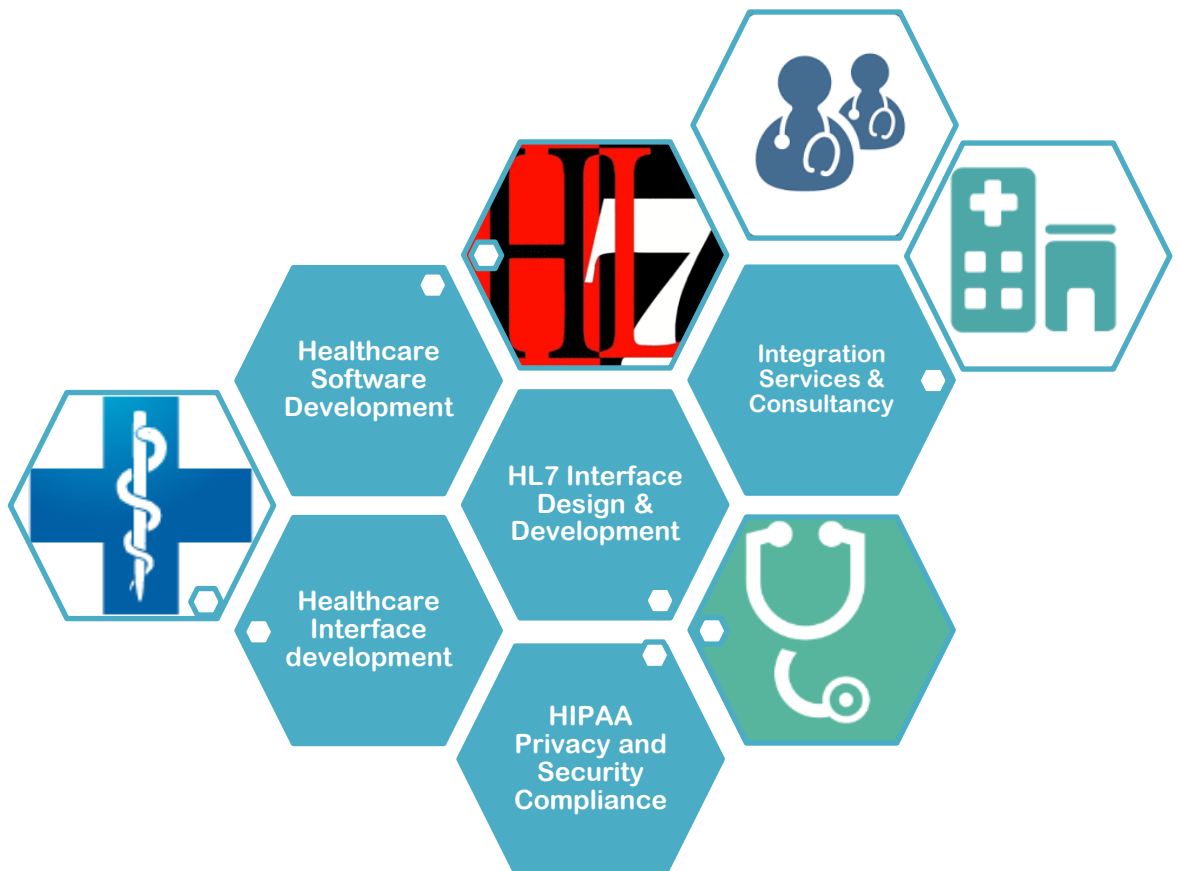 HL7
Healthcare
Software
Development
Integration
Services &
Consultancy
HL7 Interface
Design &
Development
Healthcare
Interface
development
HIPAA
Privacy and
Security
Compliance